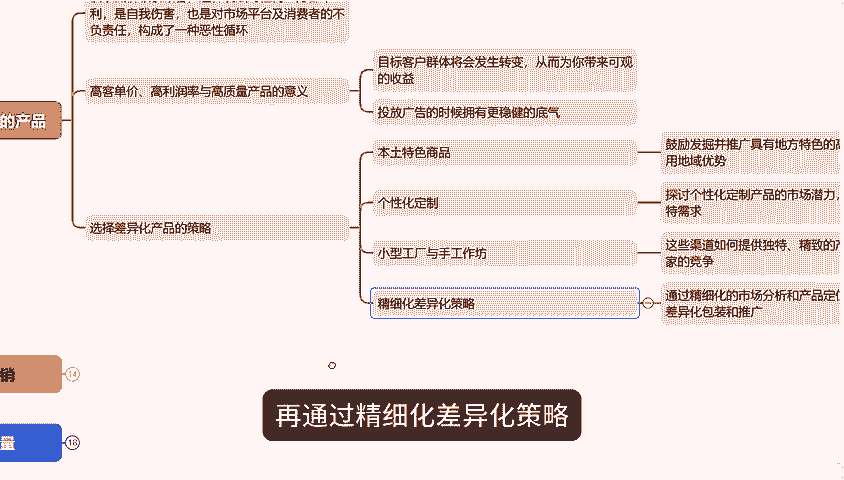 利，是自我伤害，也是对市场平台及消费者的不
负责任，构成了一种恶性循环
目标客户群体将会发生转变，从而为你带来可观
的收益
高客单价、高利润率与高质量产品的意义
投放广告的时候拥有更稳健的底气
的产品
本土特色商品
鼓励发掘并推广具有地方特色的
用地域优势
个性化定制
探讨个性化定制产品的市场潜力，
特需求
选择差异化产品的策略
小型工厂与手工作坊
这些渠道如何提供独特、精致的产
家的竞争
精细化差异化策略
通过精细化的市场分析和产品定位
差异化包装和推广
销
14
再通过精细化差异化策略
量
18